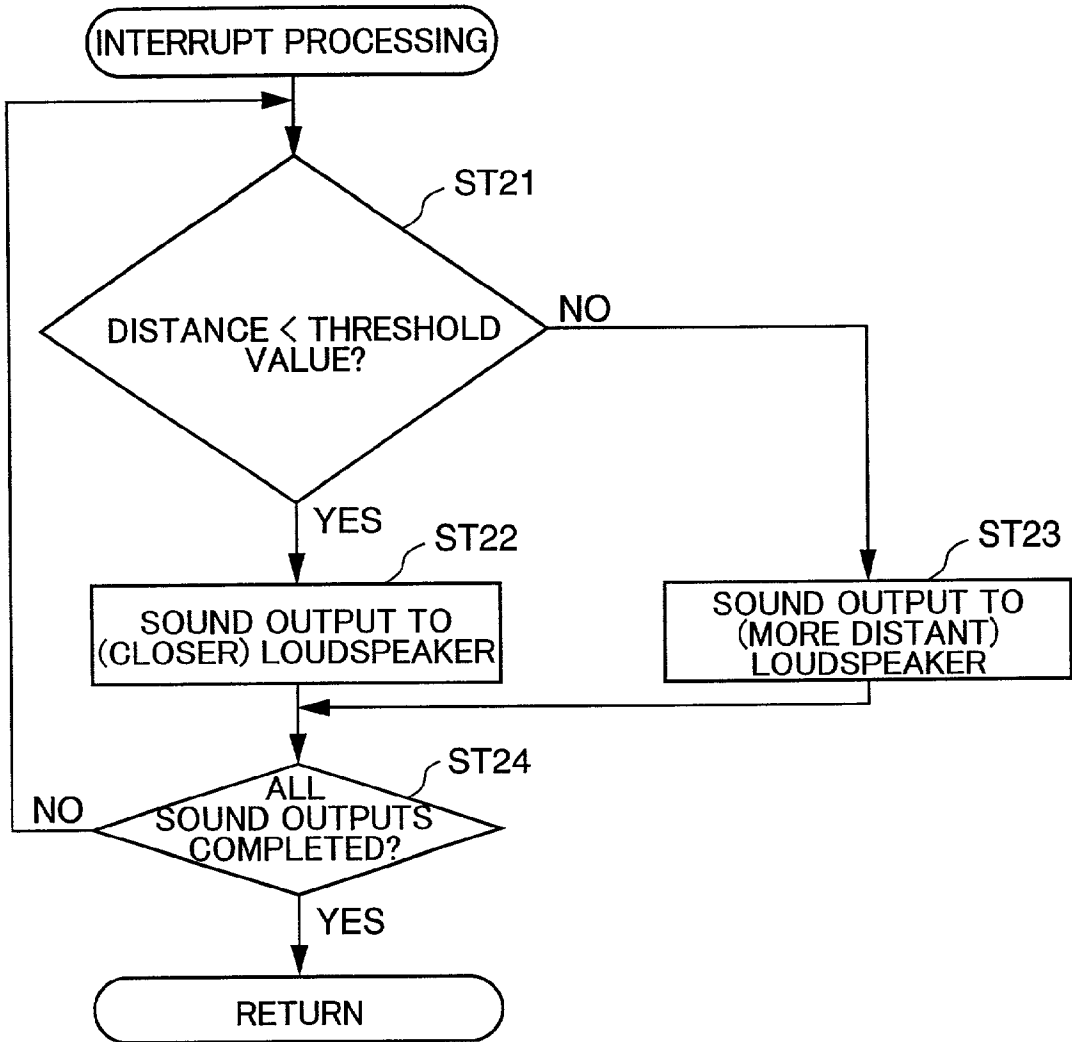 INTERRUPT PROCESSING
ST21
DISTANCE < THRESHOLD
VALUE?
NO
YES
ST22
SOUND OUTPUT TO
(CLOSER) LOUDSPEAKER
ST23
SOUND OUTPUT TO
(MORE DISTANT)
LOUDSPEAKER
ST24
ALL
SOUND OUTPUTS
COMPLETED?
NO
YES
RETURN